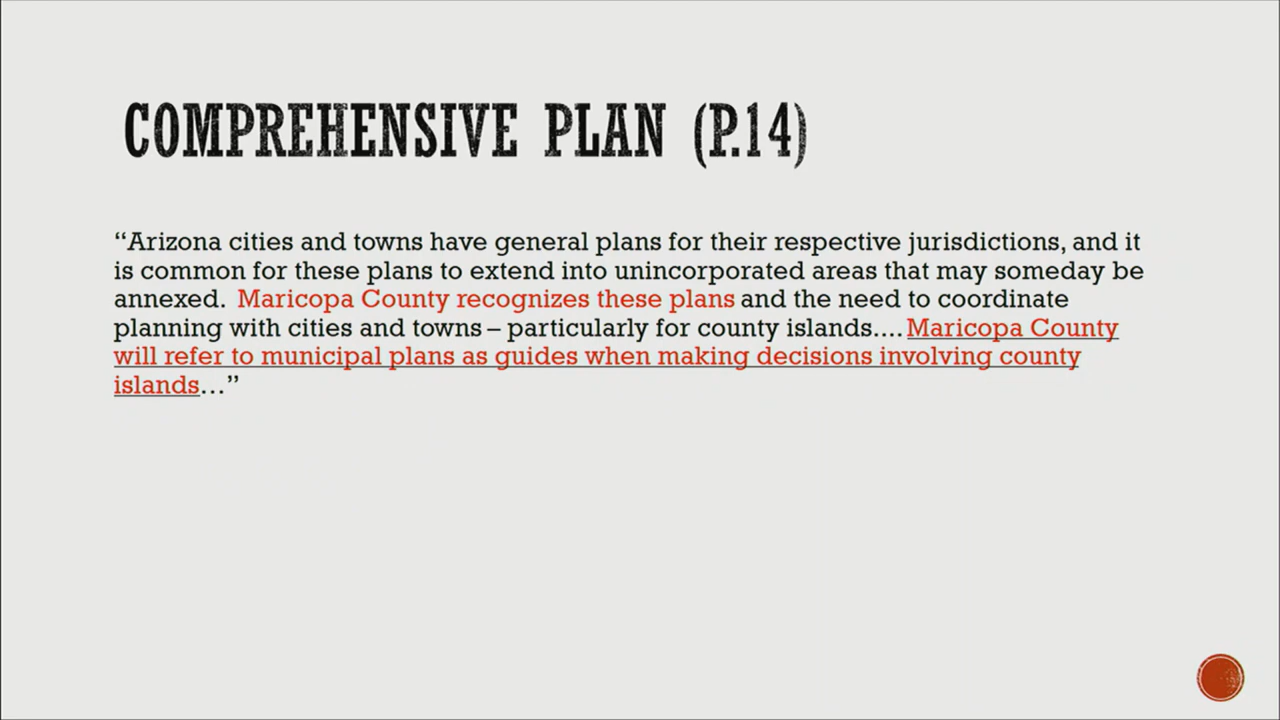 COMPREHENSIVE PLAN (P.14)
“Arizona cities and towns have general plans for their respective jurisdictions, and it
is common for these plans to extend into unincorporated areas that may someday be
annexed.  Maricopa County recognizes these plans and the need to coordinate
planning with cities and towns – particularly for county islands.... Maricopa County
will refer to municipal plans as guides when making decisions involving county
islands…”